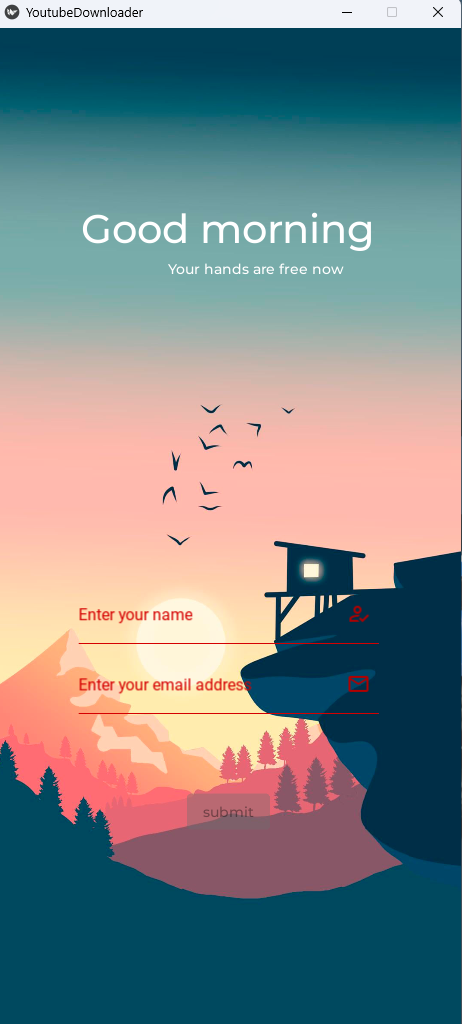 YoutubeDownloader
Good morning
Your hands are free now
Enter your name
Enter your email address
submit